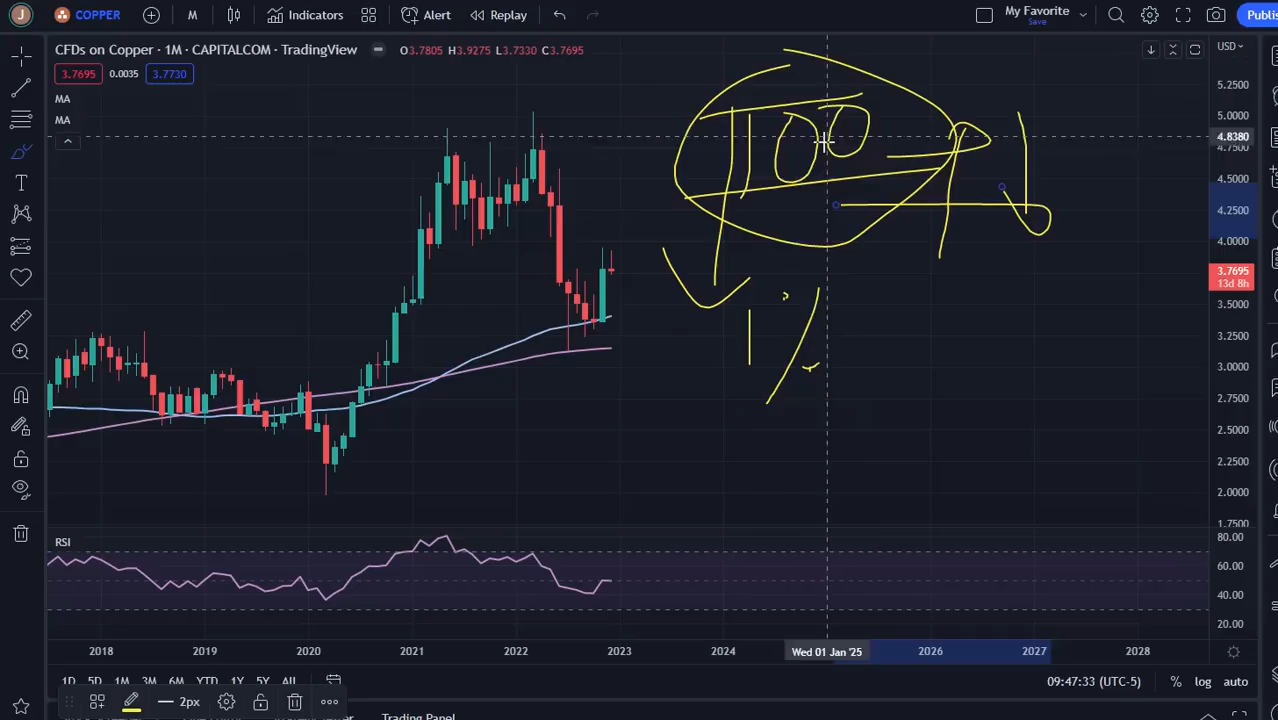 J COPPER M Indicators Alert Replay My Favorite Save Publis
CFDs on Copper · 1M · CAPITALCOM · TradingView O3.7805 H3.9275 L3.7330 C3.7695 USD
3.7695 0.0035 3.7730
MA
MA
5.2500
5.0000
4.8380
4.7500
4.5000
4.2500
4.0000
3.7695
13d 8h
3.5000
3.2500
3.0000
2.7500
2.5000
2.2500
2.0000
1.7500
100
1%
RSI
80.00
60.00
40.00
20.00
2018 2019 2020 2021 2022 2023 2024 Wed 01 Jan '25 2026 2027 2028
1D 5D 1M 3M 6M YTD 1Y 5Y All 09:47:33 (UTC-5) % log auto
2px
Trading Panel